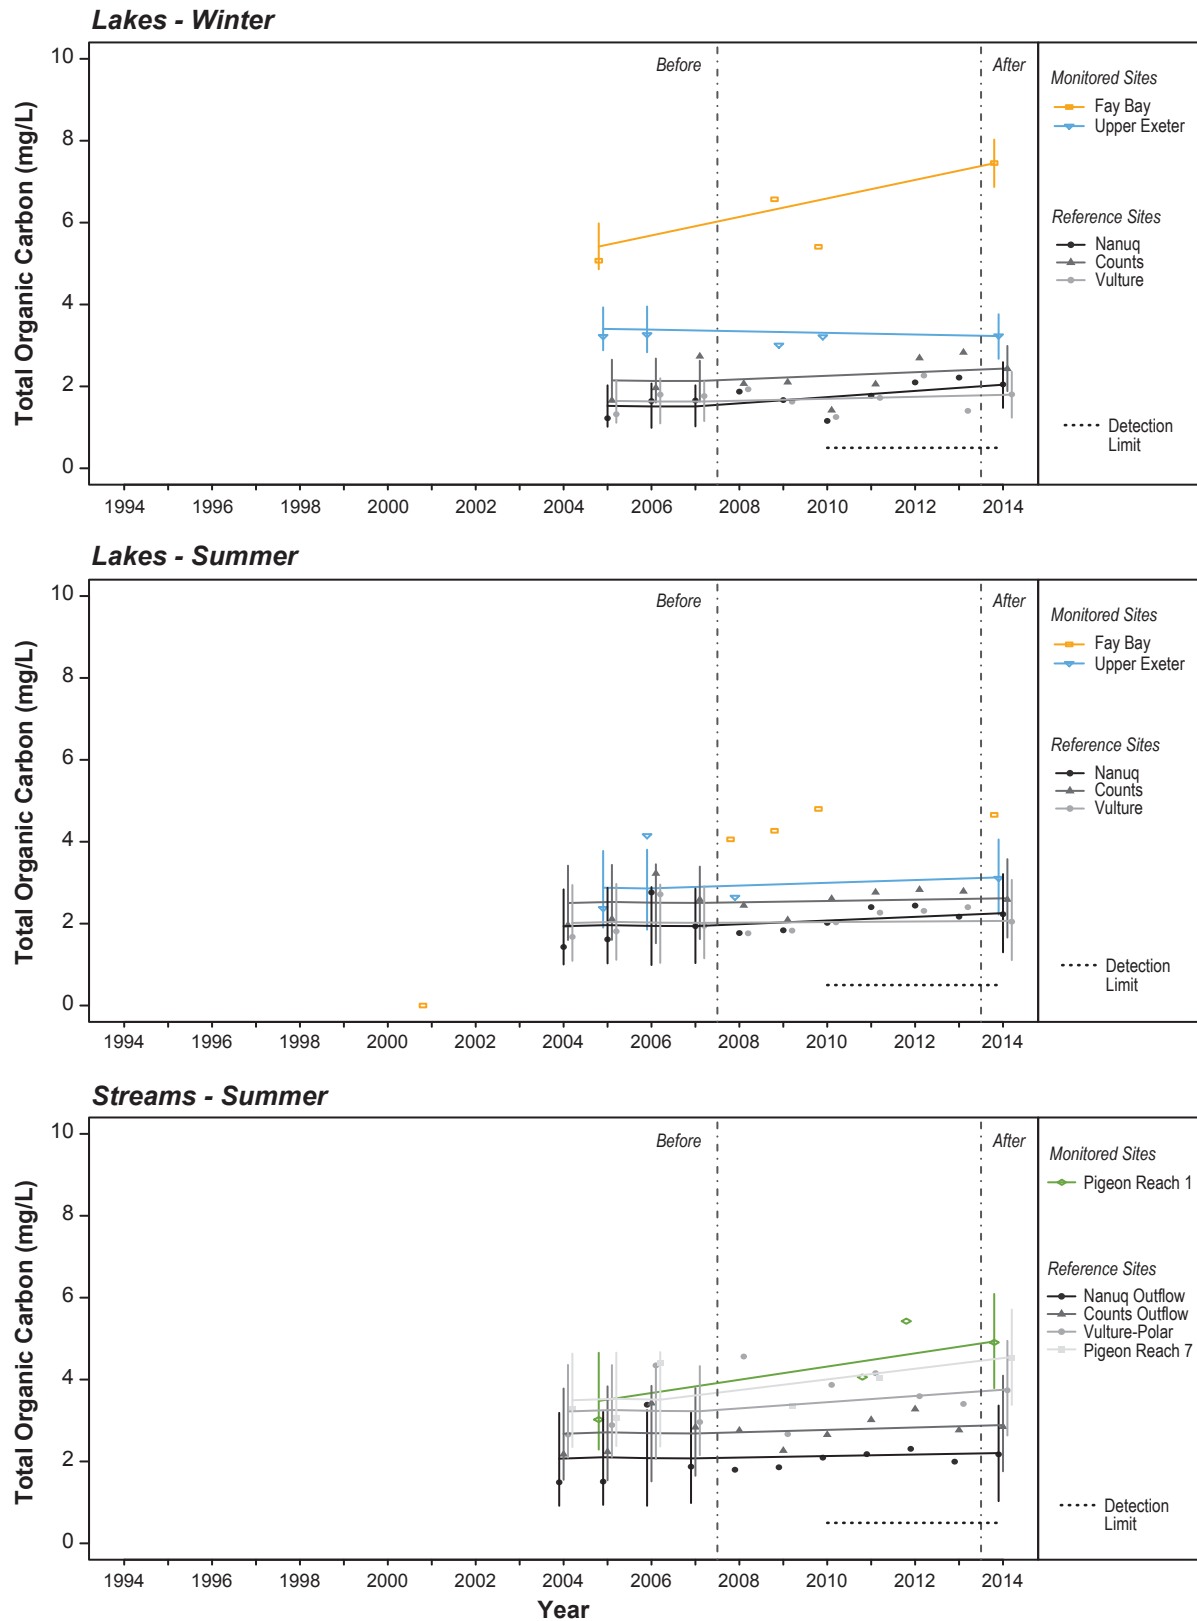 Lakes - Winter
Total Organic Carbon (mg/L)
10
8
6
4
2
0
Before
After
Monitored Sites
Fay Bay
Upper Exeter
Reference Sites
Nanuq
Counts
Vulture
Detection
Limit
1994 1996 1998 2000 2002 2004 2006 2008 2010 2012 2014
Lakes - Summer
Total Organic Carbon (mg/L)
10
8
6
4
2
0
Before
After
Monitored Sites
Fay Bay
Upper Exeter
Reference Sites
Nanuq
Counts
Vulture
Detection
Limit
1994 1996 1998 2000 2002 2004 2006 2008 2010 2012 2014
Streams - Summer
Total Organic Carbon (mg/L)
10
8
6
4
2
0
Before
After
Monitored Sites
Pigeon Reach 1
Reference Sites
Nanuq Outflow
Counts Outflow
Vulture-Polar
Pigeon Reach 7
Detection
Limit
1994 1996 1998 2000 2002 2004 2006 2008 2010 2012 2014
Year